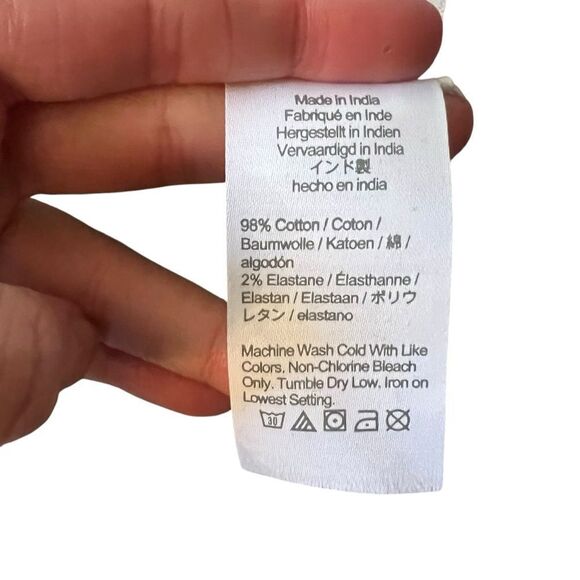 Made in India
Fabriqué en Inde
Hergestellt in Indien
Vervaardigd in India
インド製
hecho en india
98% Cotton / Coton /
Baumwolle / Katoen / 綿 /
algodón
2% Elastane / Élasthanne /
Elastan / Elastaan / ポリウ
レタン / elastano
Machine Wash Cold With Like
Colors. Non-Chlorine Bleach
Only. Tumble Dry Low. Iron on
Lowest Setting.
30